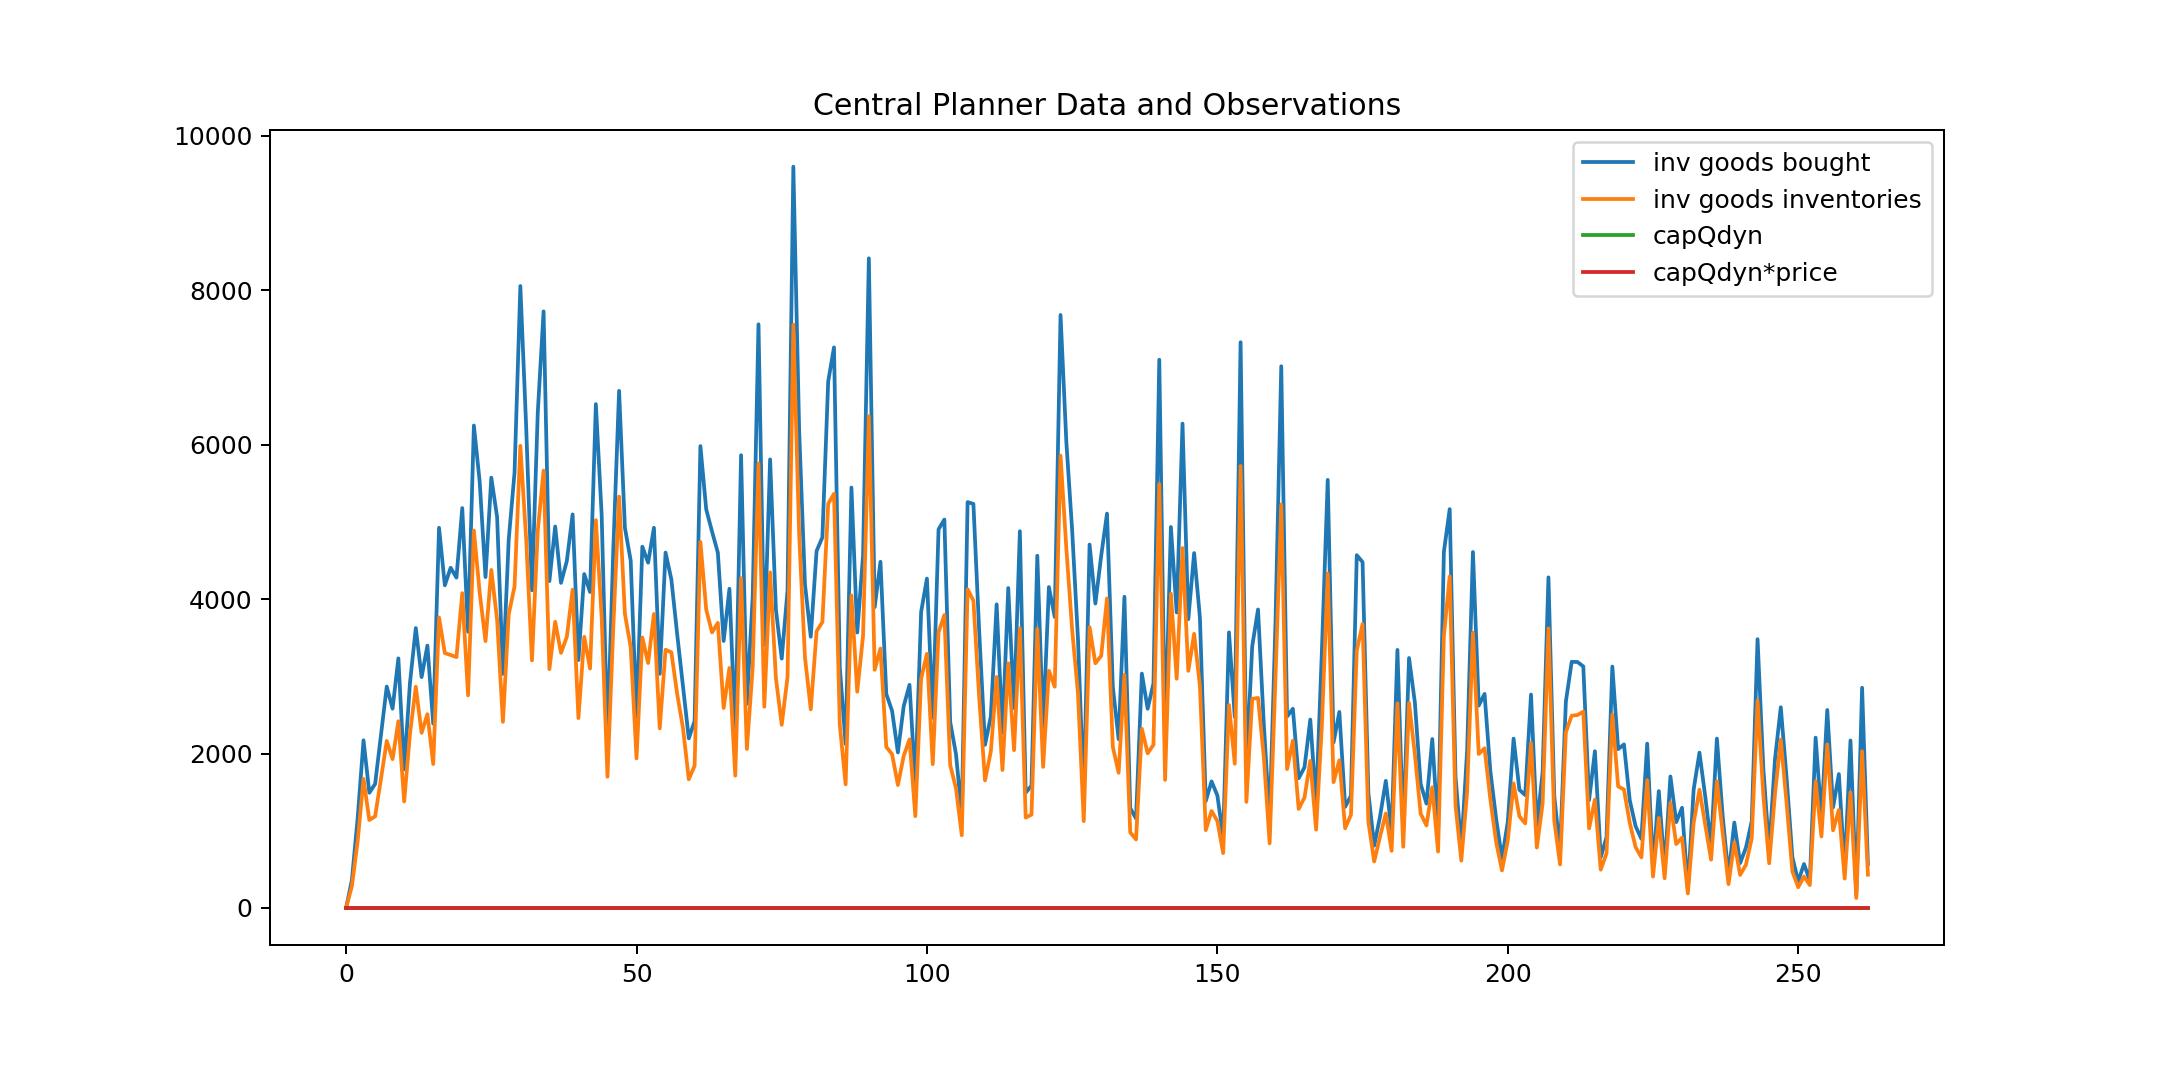 Central Planner Data and Observations
10000
8000
6000
4000
2000
0
inv goods bought
inv goods inventories
capQdyn
capQdyn*price
0 50 100 150 200 250